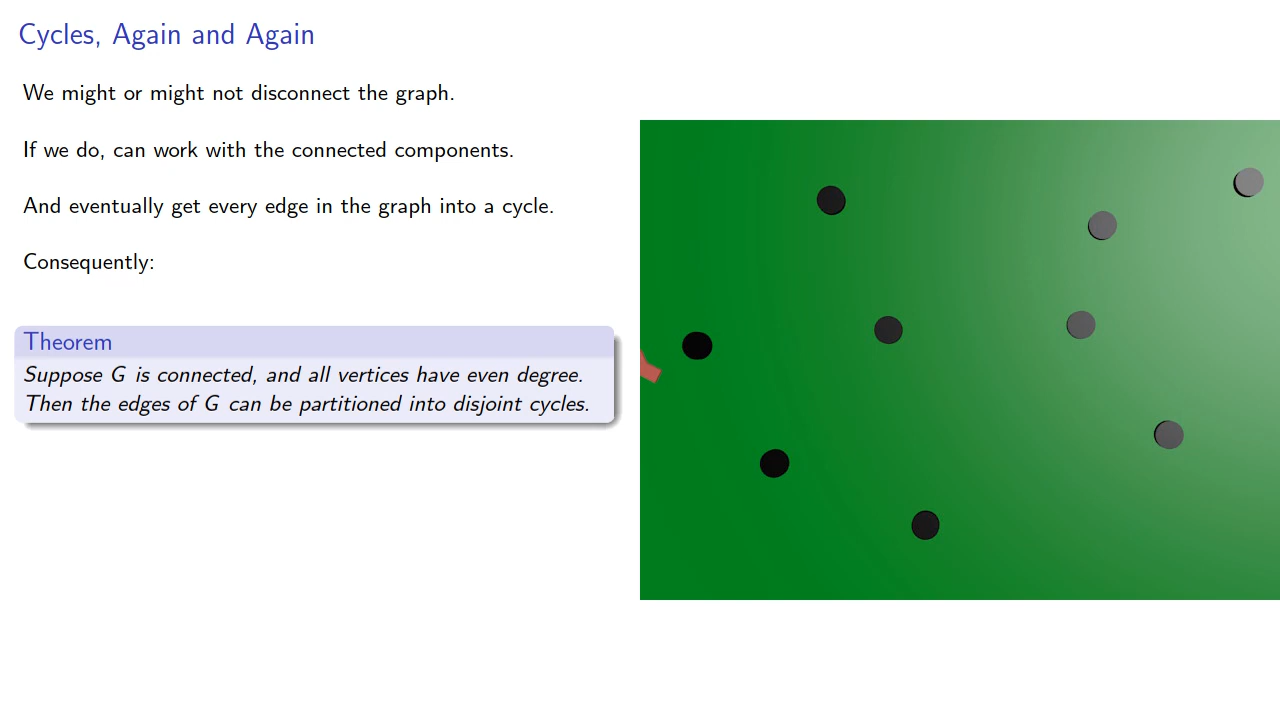 Cycles, Again and Again
We might or might not disconnect the graph.
If we do, can work with the connected components.
And eventually get every edge in the graph into a cycle.
Consequently:
Theorem
Suppose G is connected, and all vertices have even degree.
Then the edges of G can be partitioned into disjoint cycles.